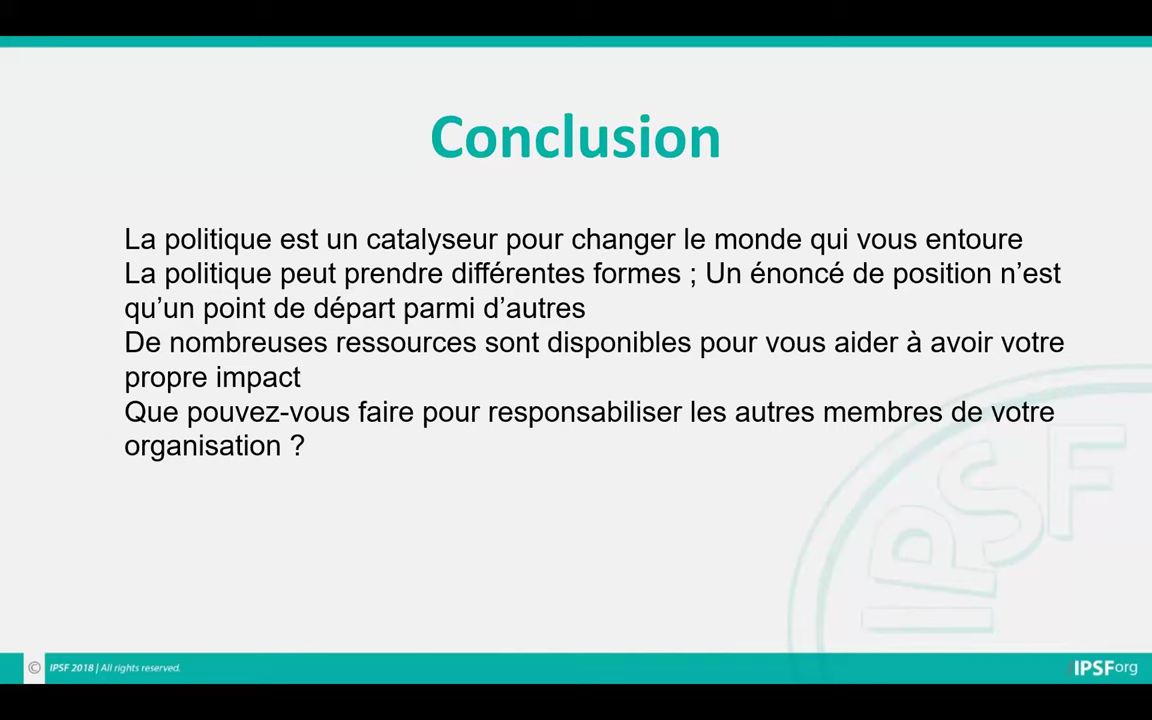 Conclusion
La politique est un catalyseur pour changer le monde qui vous entoure
La politique peut prendre différentes formes ; Un énoncé de position n’est
qu’un point de départ parmi d’autres
De nombreuses ressources sont disponibles pour vous aider à avoir votre
propre impact
Que pouvez-vous faire pour responsabiliser les autres membres de votre
organisation ?
IPSF
© IPSF 2018 | All rights reserved.
/IPSForg